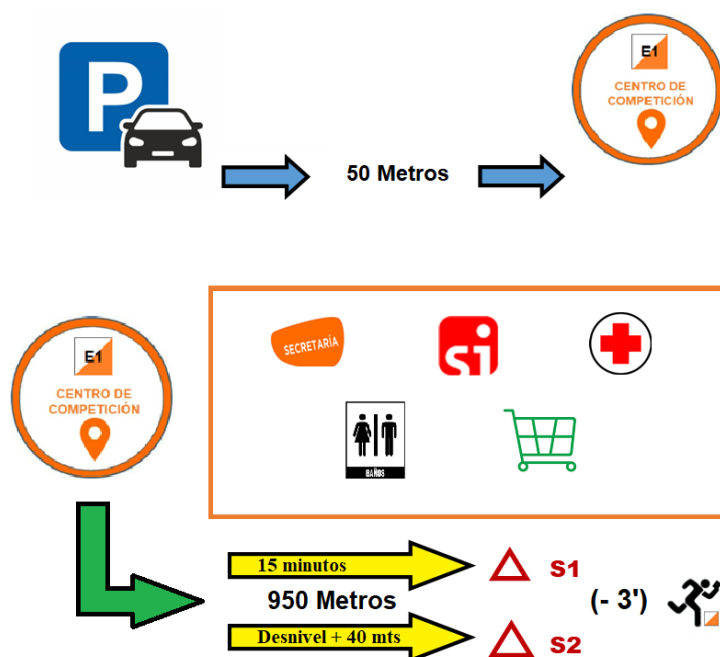 P
E1
CENTRO DE
COMPETICIÓN
50 Metros
E1
CENTRO DE
COMPETICIÓN
SECRETARÍA
si
BAÑOS
15 minutos
S1
950 Metros
(- 3')
Desnivel + 40 mts
S2